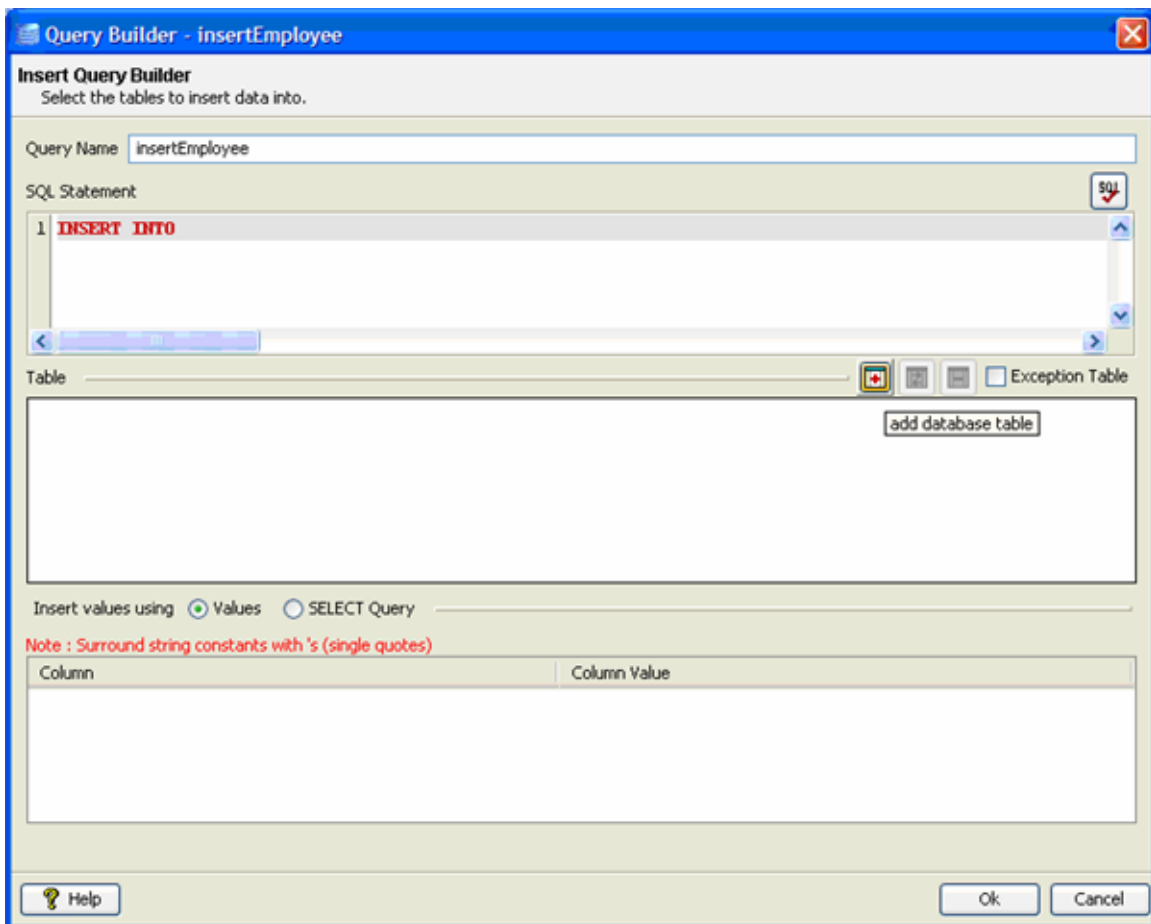 Query Builder - insertEmployee
Insert Query Builder
Select the tables to insert data into.
Query Name insertEmployee
SQL Statement
SQL
1 INSERT INTO
Table Exception Table
add database table
Insert values using Values SELECT Query
Note : Surround string constants with 's (single quotes)
Column Column Value
Help Ok Cancel